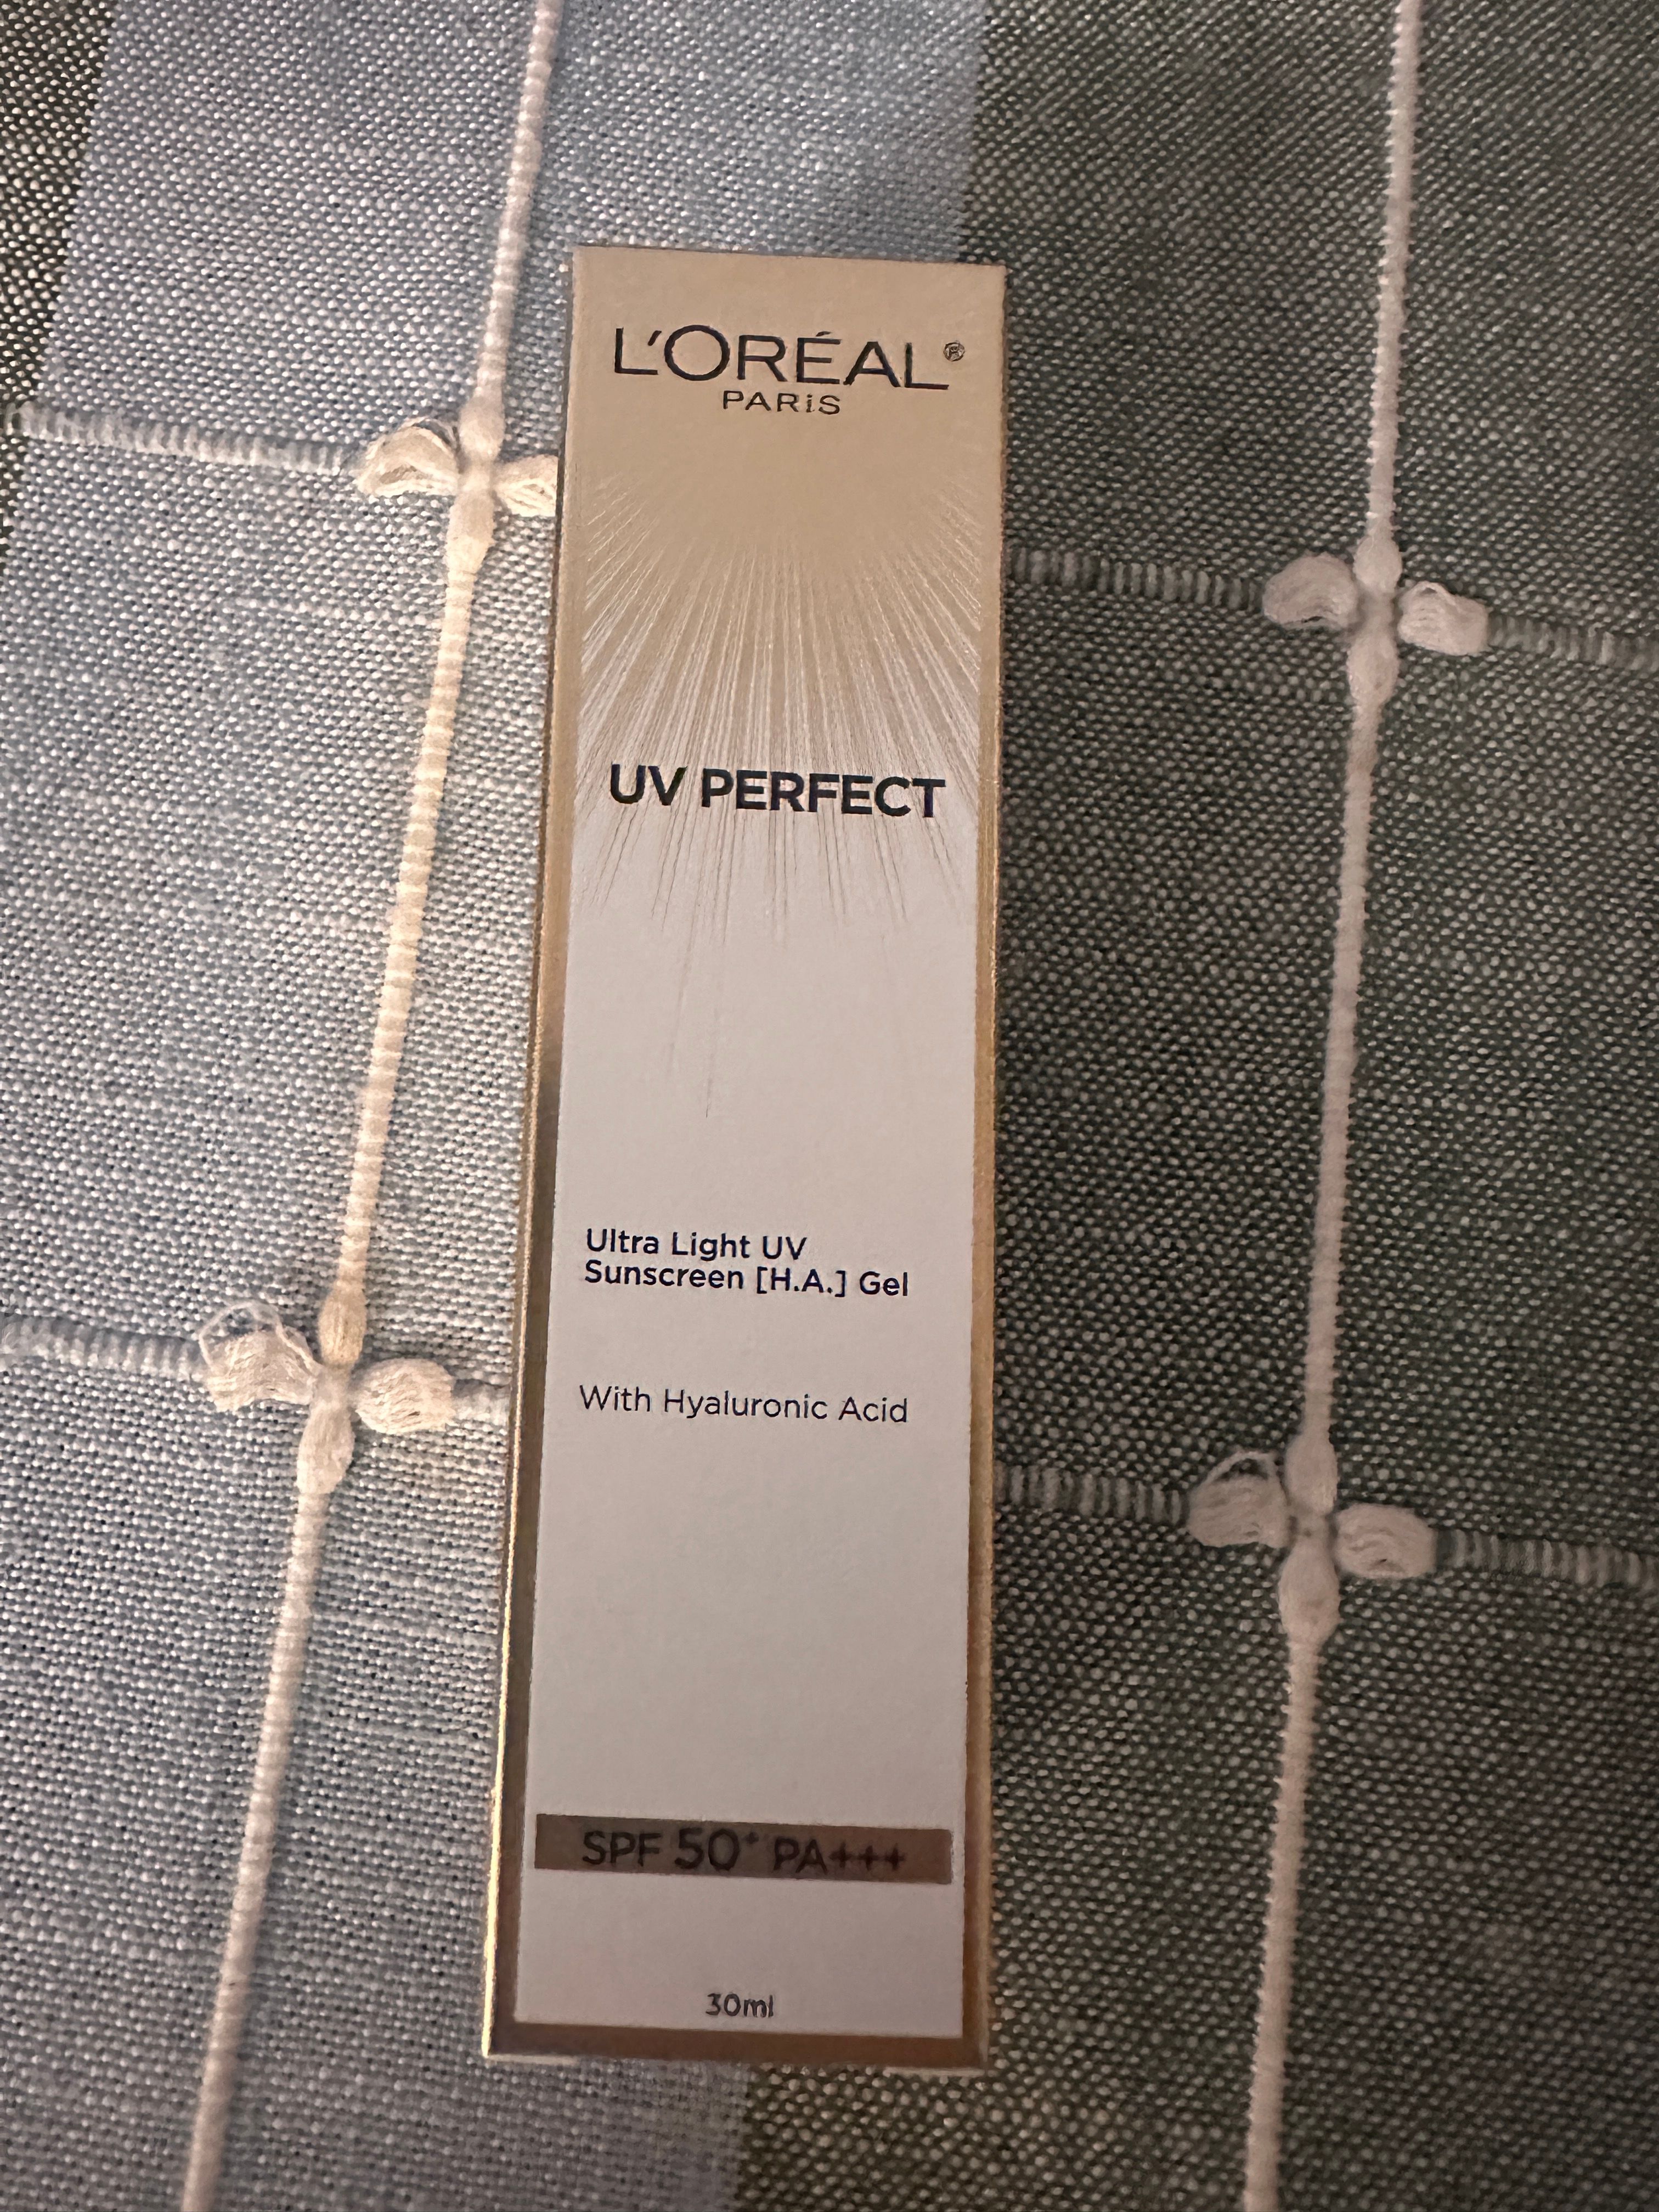 L'ORÉAL®
PARiS
UV PERFECT
Ultra Light UV
Sunscreen [H.A.] Gel
With Hyaluronic Acid
SPF 50+ PA+++
30ml